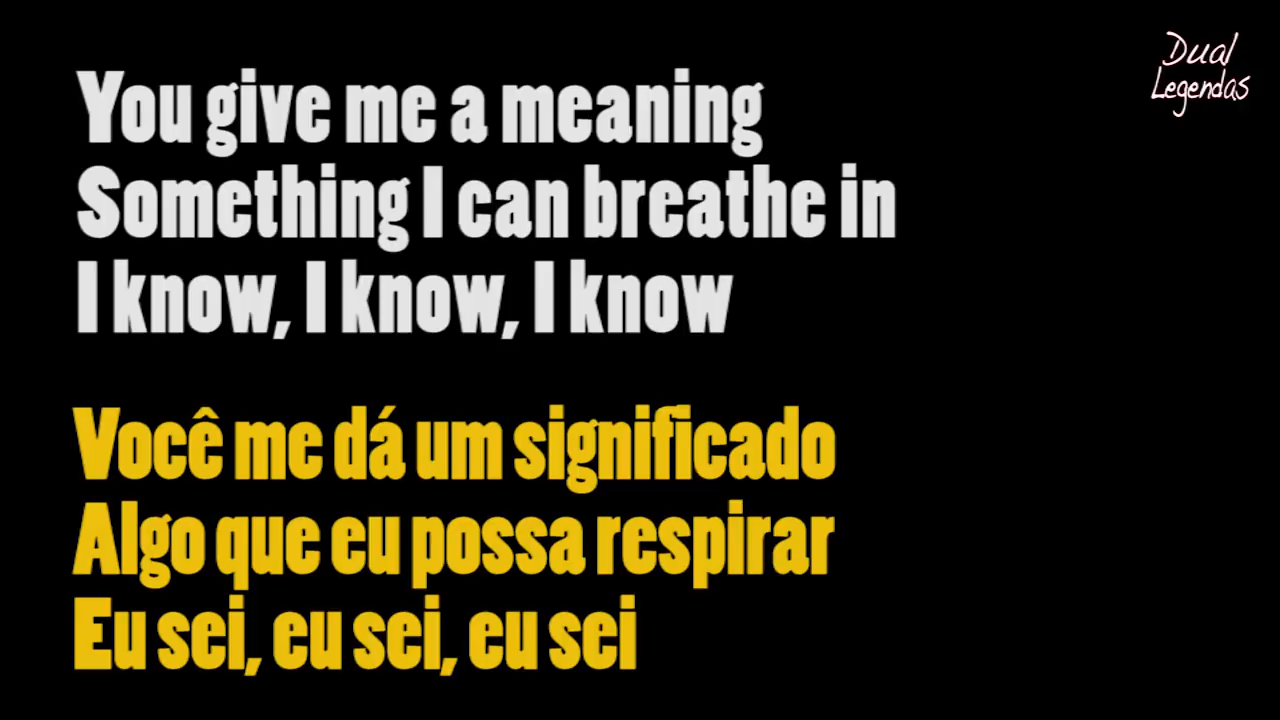 Dual
Legendas
You give me a meaning
Something I can breathe in
I know, I know, I know
Você me dá um significado
Algo que eu possa respirar
Eu sei, eu sei, eu sei